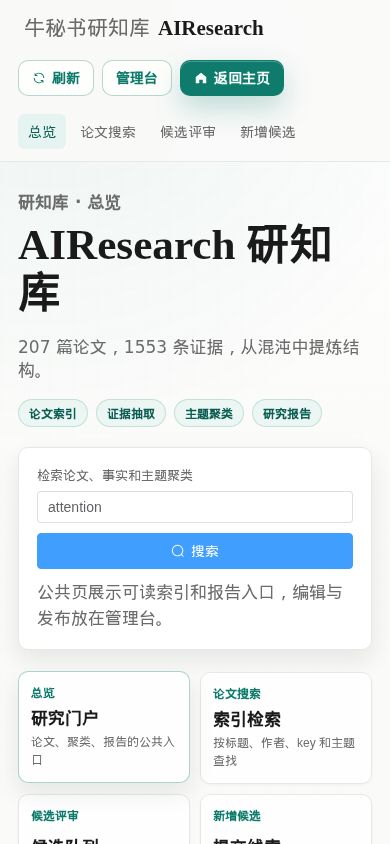 牛秘书研知库 AIResearch
刷新 管理台 返回主页
总览 论文搜索 候选评审 新增候选
研知库 · 总览
AIResearch 研知
库
207 篇论文，1553 条证据，从混沌中提炼结
构。
论文索引 证据抽取 主题聚类 研究报告
检索论文、事实和主题聚类
attention
搜索
公共页展示可读索引和报告入口，编辑与
发布放在管理台。
总览
研究门户
论文、聚类、报告的公共入
口
论文搜索
索引检索
按标题、作者、key 和主题
查找
候选评审
候选队列
新增候选
提交线索